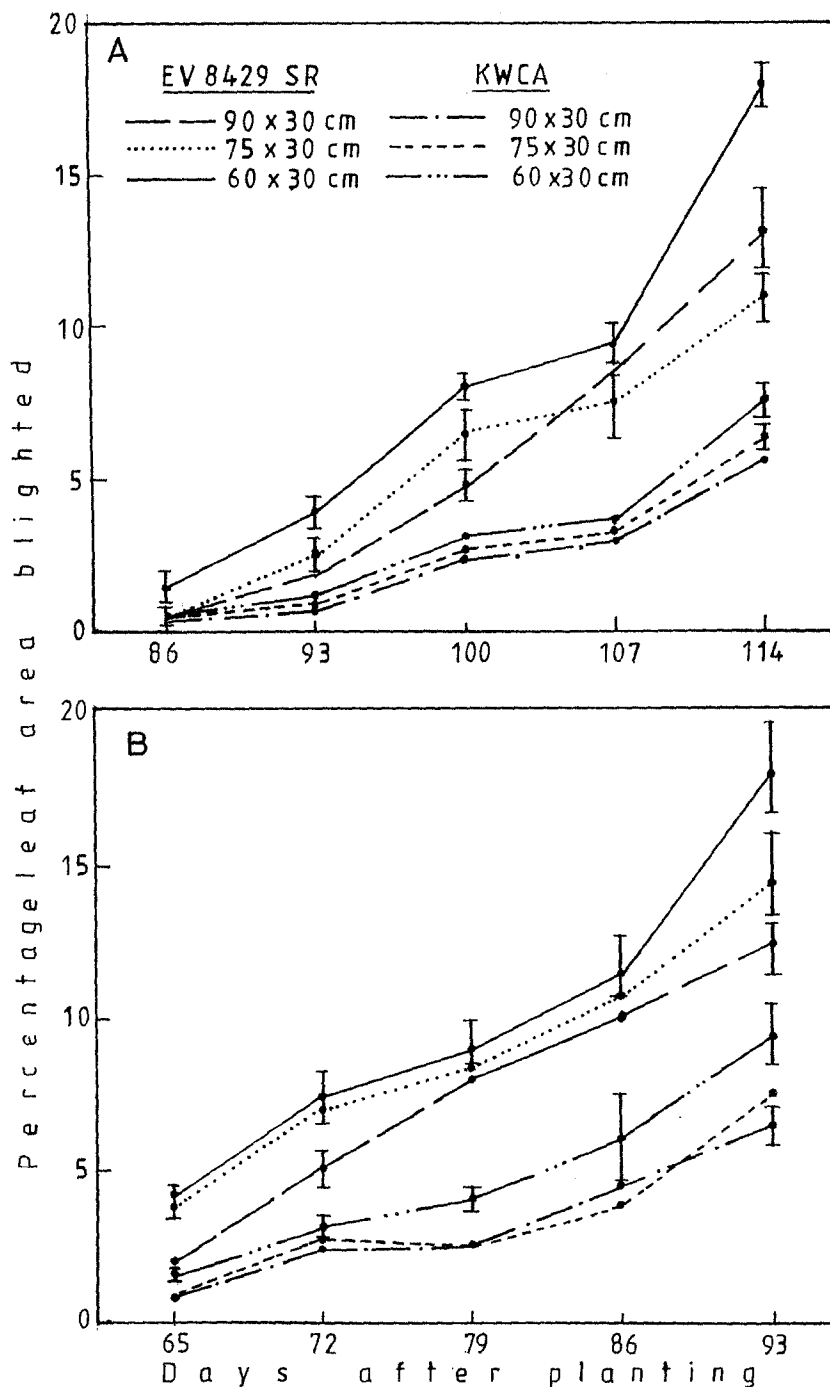 20
A
EV 8429 SR KWCA
90 x 30 cm 90 x 30 cm
75 x 30 cm 75 x 30 cm
60 x 30 cm 60 x 30 cm
15
10
5
0
86 93 100 107 114
Percentage leaf area blighted
20
B
15
10
5
0
65 72 79 86 93
Days after planting